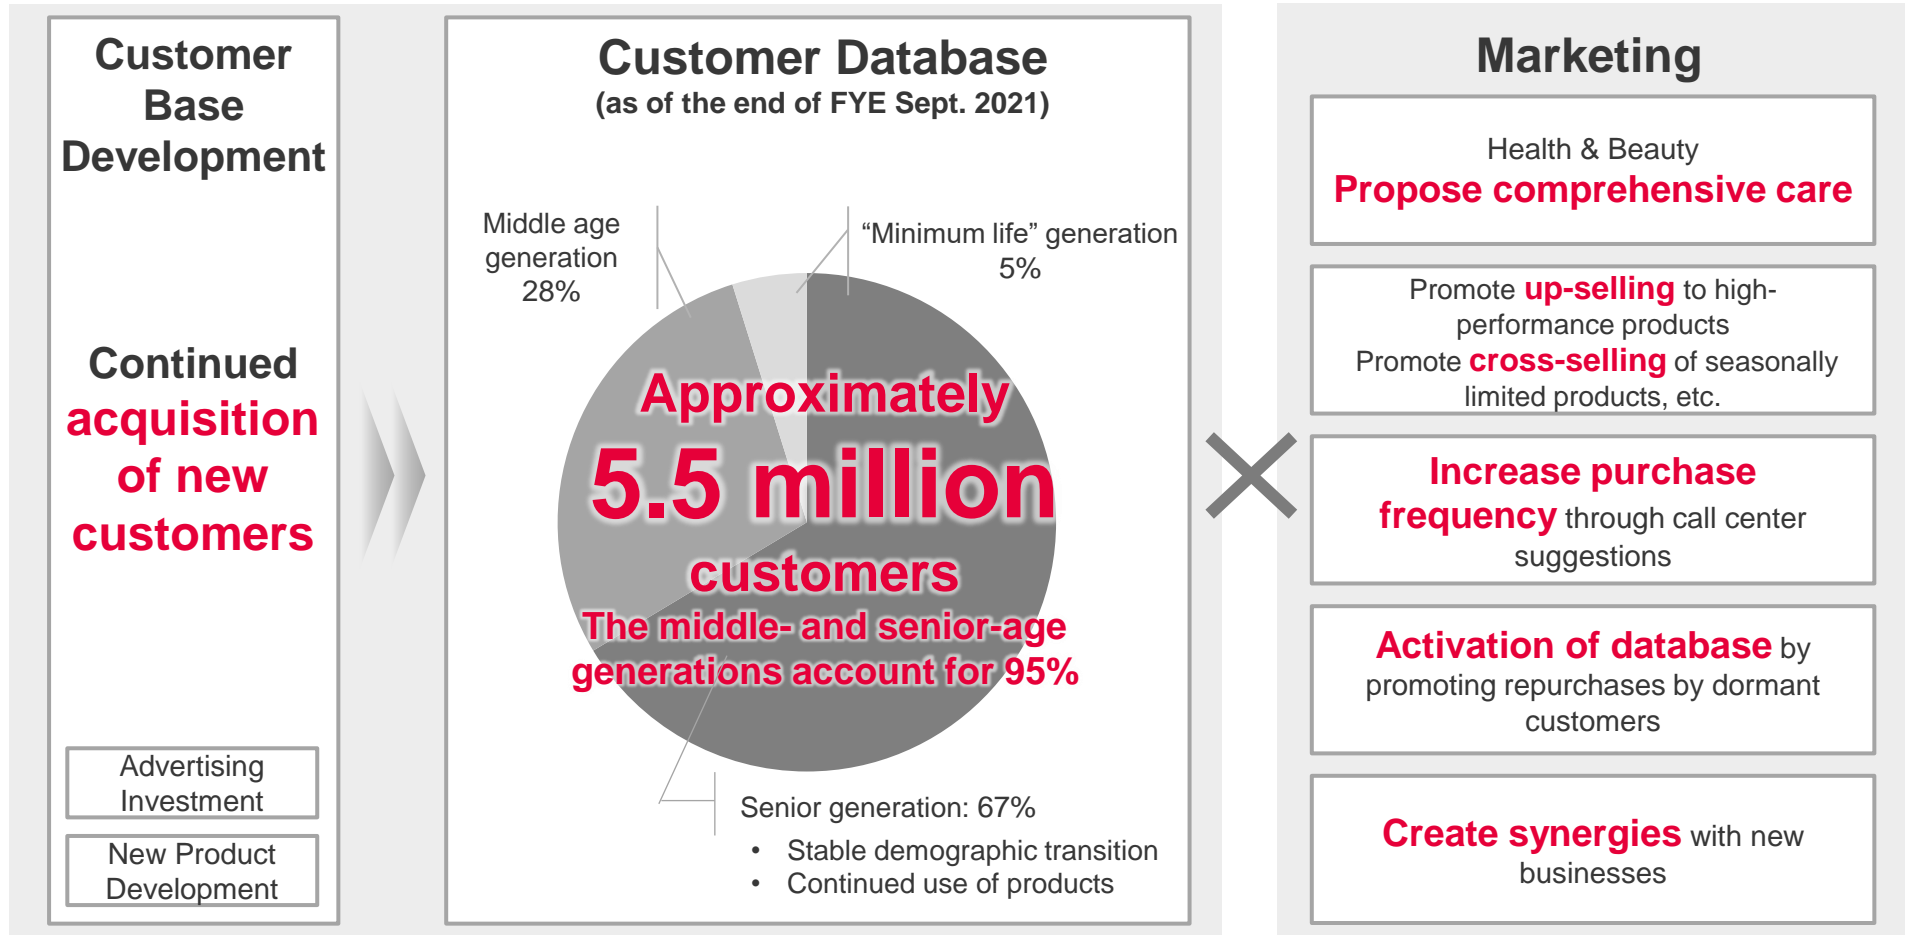 Customer
Base
Development
Continued
acquisition
of new
customers
Advertising
Investment
New Product
Development
Customer Database
(as of the end of FYE Sept. 2021)
Middle age
generation
28%
“Minimum life” generation
5%
Approximately
5.5 million
customers
The middle- and senior-age
generations account for 95%
Senior generation: 67%
• Stable demographic transition
• Continued use of products
Marketing
Health & Beauty
Propose comprehensive care
Promote up-selling to high-
performance products
Promote cross-selling of seasonally
limited products, etc.
Increase purchase
frequency through call center
suggestions
Activation of database by
promoting repurchases by dormant
customers
Create synergies with new
businesses